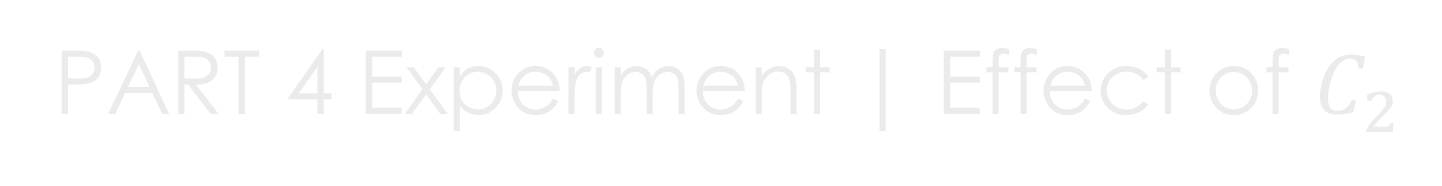 PART 4 Experiment | Effect of 𝐶₂